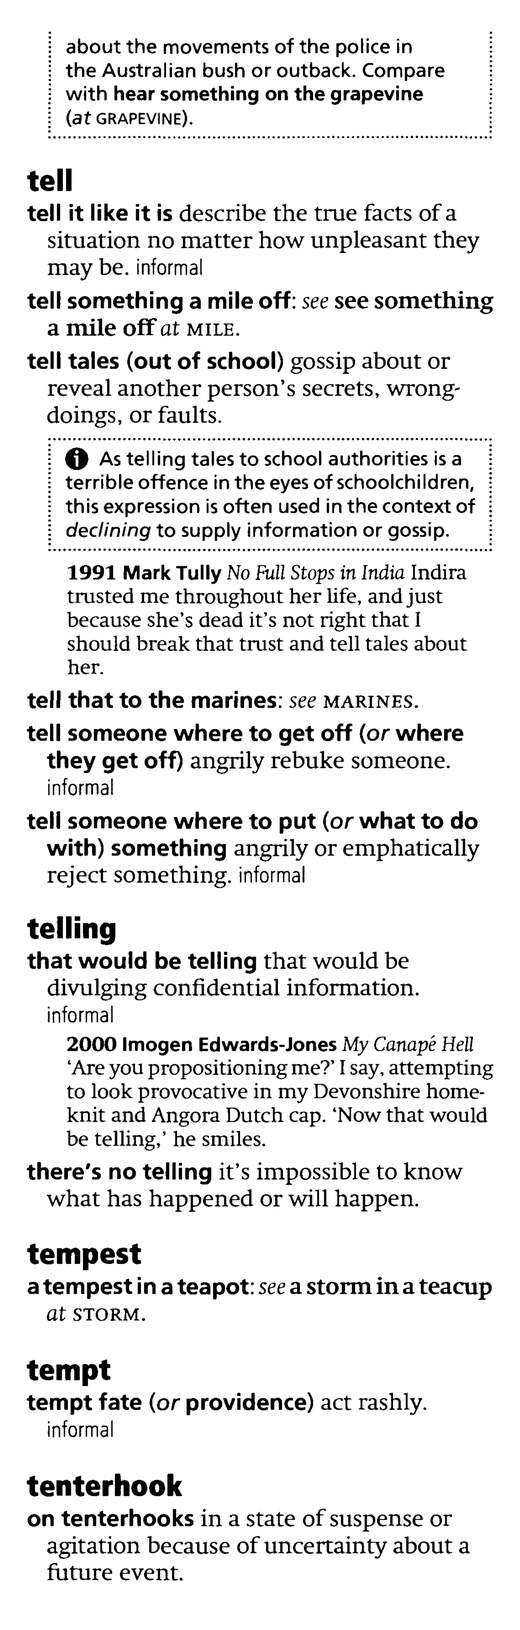 about the movements of the police in
the Australian bush or outback. Compare
with hear something on the grapevine
(at GRAPEVINE).
tell
tell it like it is describe the true facts of a
situation no matter how unpleasant they
may be. informal
tell something a mile off: see see something
a mile off at MILE.
tell tales (out of school) gossip about or
reveal another person's secrets, wrong-
doings, or faults.
As telling tales to school authorities is a
terrible offence in the eyes of schoolchildren,
this expression is often used in the context of
declining to supply information or gossip.
1991 Mark Tully No Full Stops in India Indira
trusted me throughout her life, and just
because she's dead it's not right that I
should break that trust and tell tales about
her.
tell that to the marines: see MARINES.
tell someone where to get off (or where
they get off) angrily rebuke someone.
informal
tell someone where to put (or what to do
with) something angrily or emphatically
reject something. informal
telling
that would be telling that would be
divulging confidential information.
informal
2000 Imogen Edwards-Jones My Canapé Hell
‘Are you propositioning me?’ I say, attempting
to look provocative in my Devonshire home-
knit and Angora Dutch cap. ‘Now that would
be telling,’ he smiles.
there's no telling it's impossible to know
what has happened or will happen.
tempest
a tempest in a teapot: see a storm in a teacup
at STORM.
tempt
tempt fate (or providence) act rashly.
informal
tenterhook
on tenterhooks in a state of suspense or
agitation because of uncertainty about a
future event.